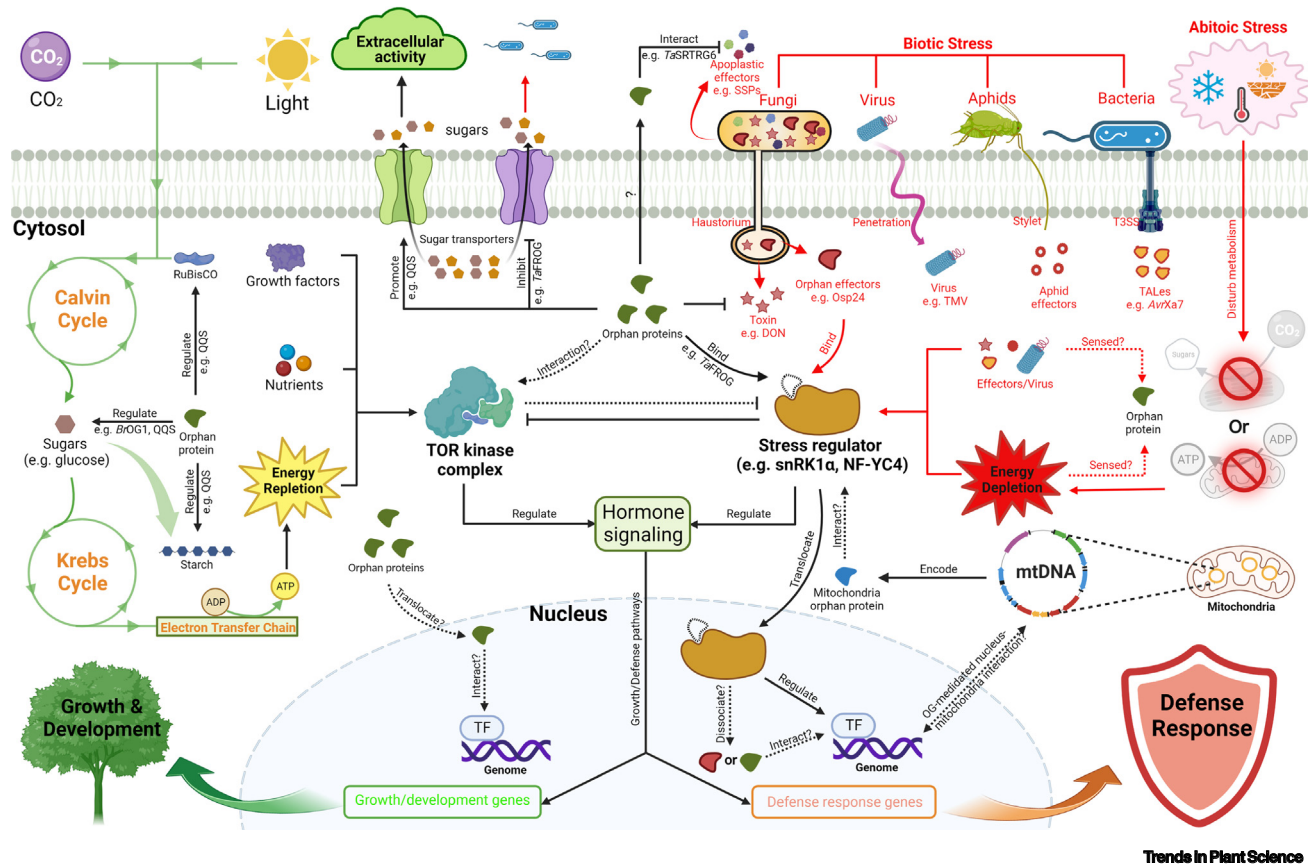 CO₂
CO₂
Light
Extracellular
activity
sugars
Interact
e.g. TaSRTRG6
Apoplastic
effectors
e.g. SSPs
Biotic Stress
Abitoic Stress
Fungi
Virus
Aphids
Bacteria
?
Cytosol
Haustorium
Penetration
Stylet
T3SS
RuBisCO
Growth factors
Sugar transporters
Promote
e.g. QQS
Inhibit
e.g. TaFROG
Orphan proteins
Toxin
e.g. DON
Orphan effectors
e.g. Osp24
Virus
e.g. TMV
Aphid
effectors
TALes
e.g. AvrXa7
Disturb metabolism
Calvin
Cycle
Regulate
e.g. QQS
Nutrients
Interaction?
Bind
e.g. TaFROG
Bind
Effectors/Virus
Sensed?
Sugars
CO₂
Regulate
e.g. BrOG1, QQS
Orphan
protein
Sugars
(e.g. glucose)
TOR kinase
complex
Stress regulator
(e.g. snRK1α, NF-YC4)
Orphan
protein
Or
Energy
Repletion
Energy
Depletion
Sensed?
ATP
ADP
Regulate
e.g. QQS
Regulate
Hormone
signaling
Regulate
Starch
Orphan proteins
Translocate
Interact?
Krebs
Cycle
ADP
ATP
Electron Transfer Chain
Translocate?
Nucleus
Mitochondria
orphan protein
Encode
mtDNA
Mitochondria
Growth &
Development
Interact?
TF
Genome
Growth/Defense pathways
Dissociate?
Regulate
or
Interact?
TF
Genome
OG-medidated nucleus-
mitochondria interaction?
Defense
Response
Growth/development genes
Defense response genes
Trends in Plant Science